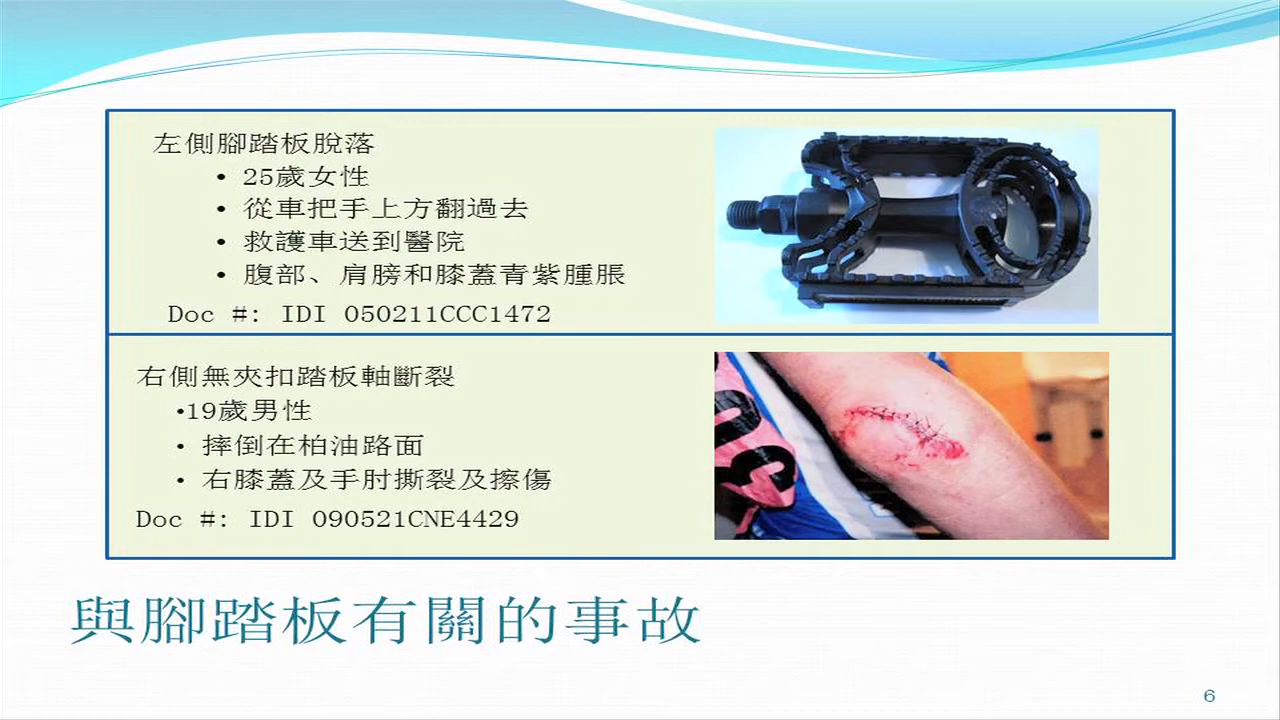 左側腳踏板脫落
• 25歲女性
• 從車把手上方翻過去
• 救護車送到醫院
• 腹部、肩膀和膝蓋青紫腫脹
Doc #: IDI 050211CCC1472
右側無夾扣踏板軸斷裂
•19歲男性
• 摔倒在柏油路面
• 右膝蓋及手肘撕裂及擦傷
Doc #: IDI 090521CNE4429
與腳踏板有關的事故
6